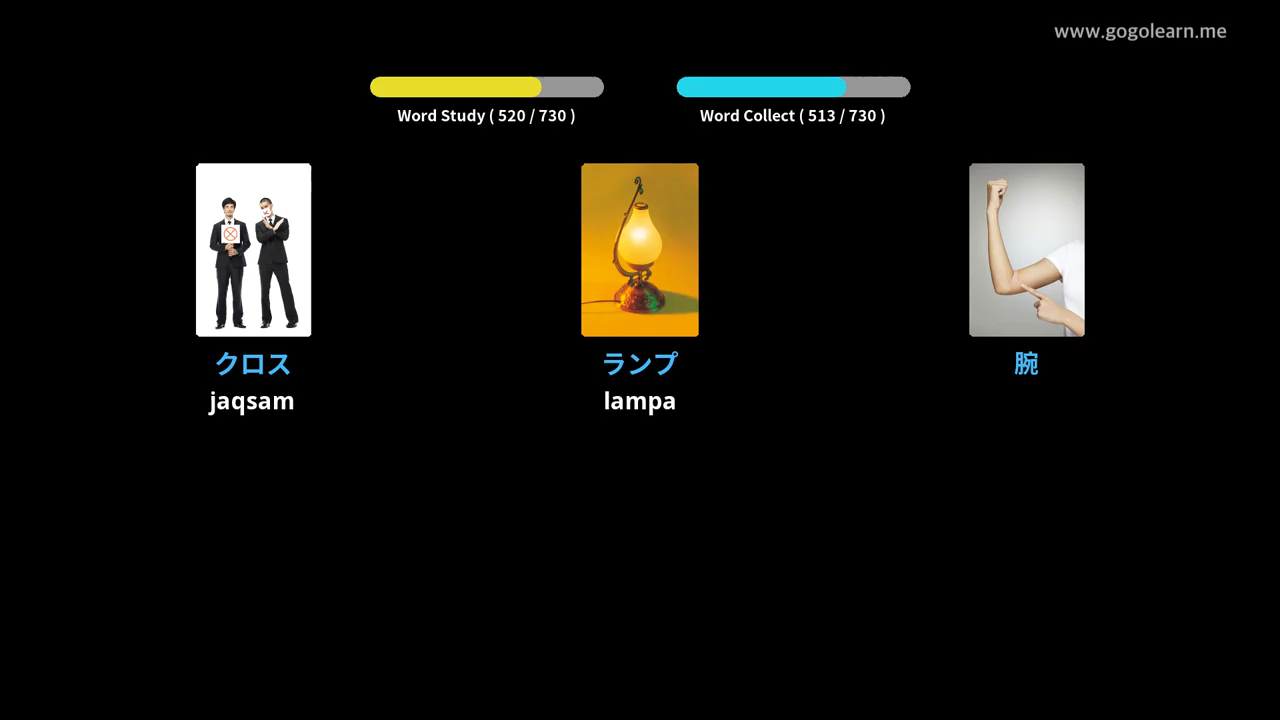 www.gogolearn.me
Word Study ( 520 / 730 )
Word Collect ( 513 / 730 )
クロス
jaqsam
ランプ
lampa
腕